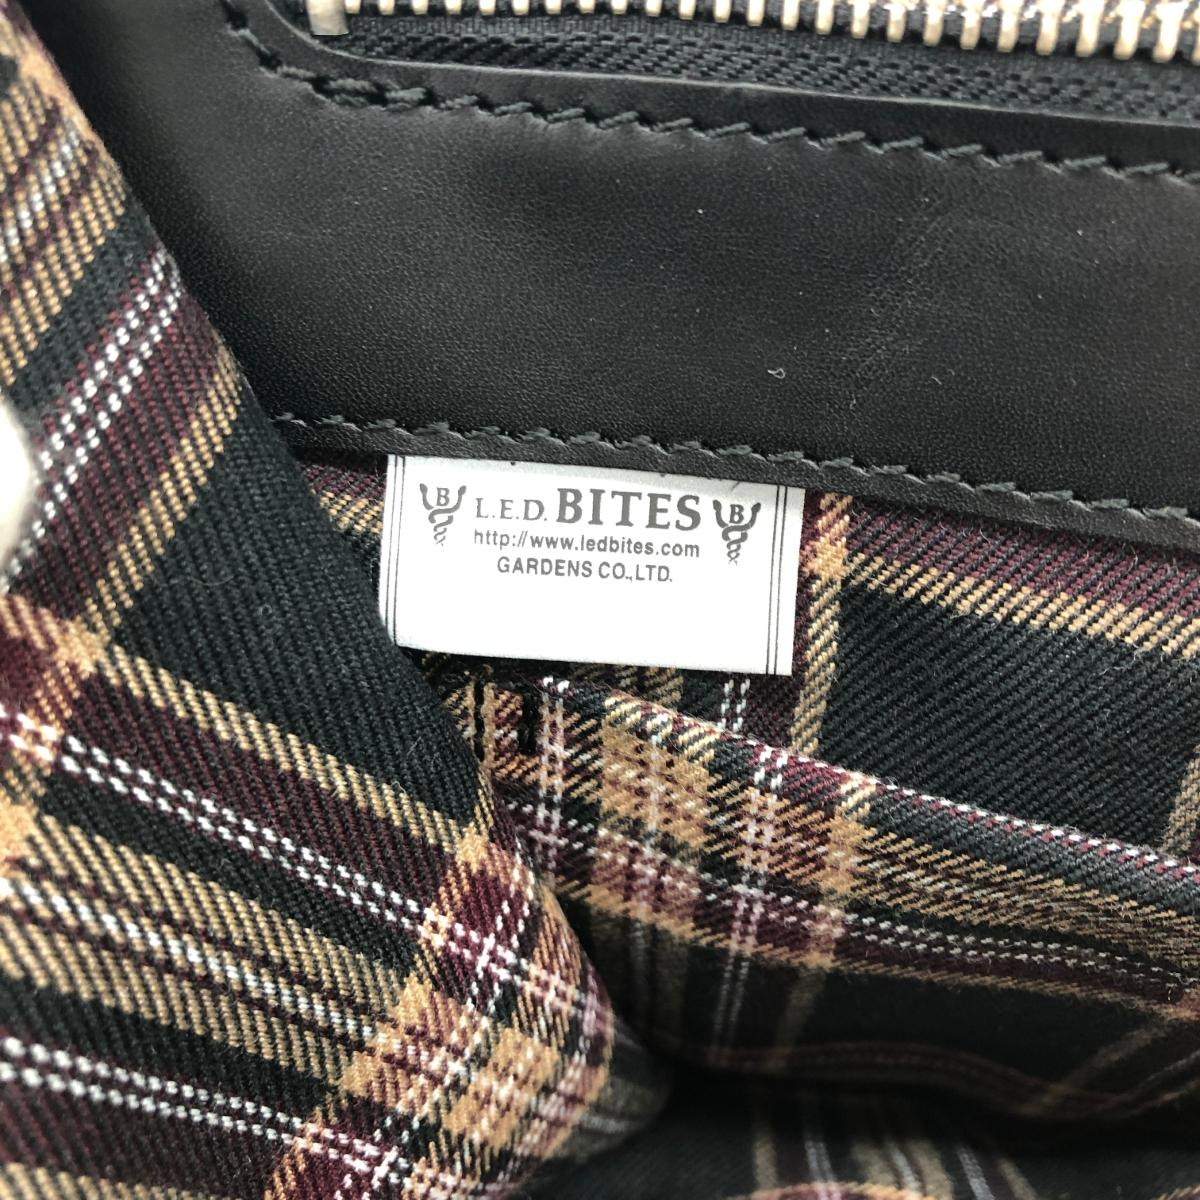 B L.E.D. BITES B
http://www.ledbites.com
GARDENS CO.,LTD.